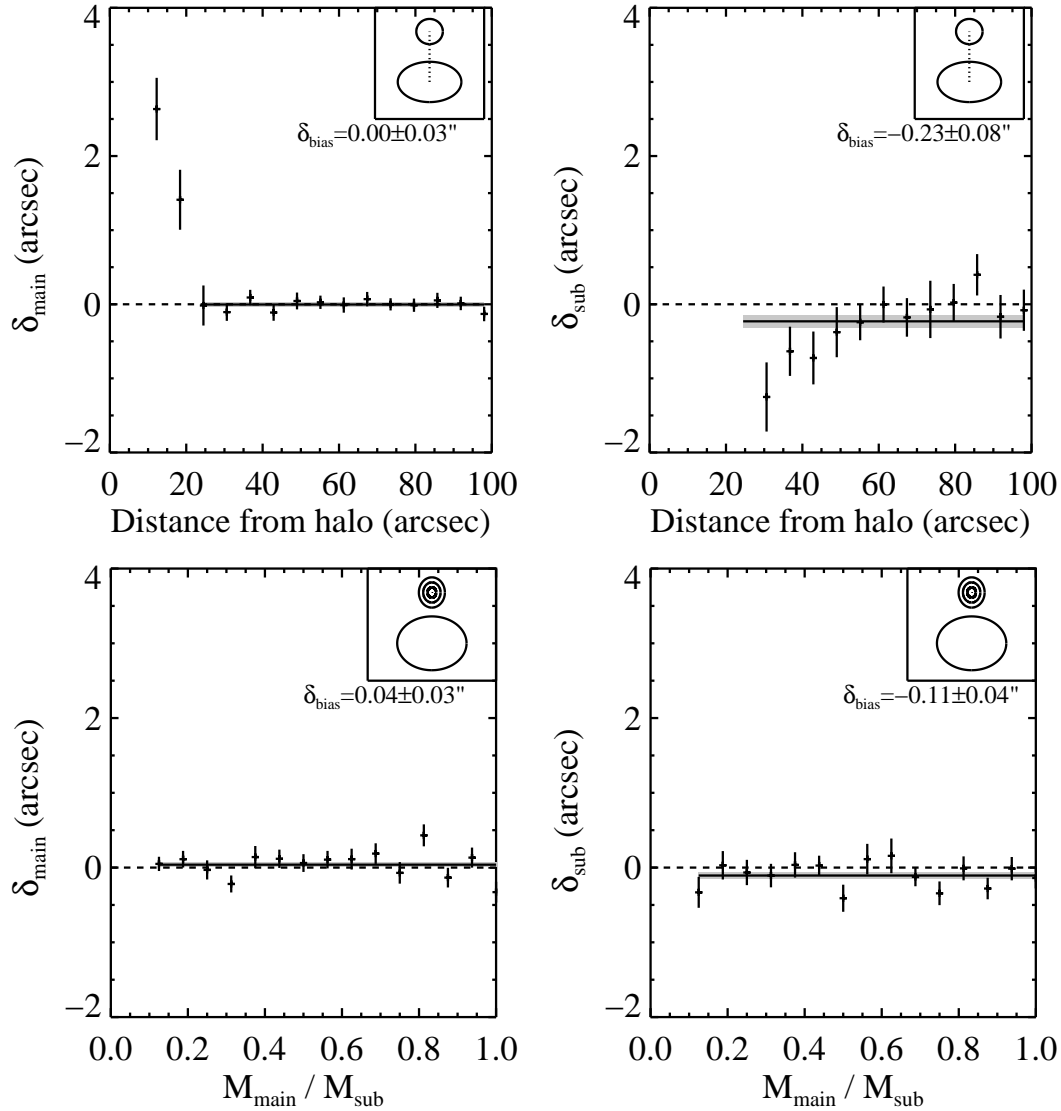 4
2
0
−2
δmain (arcsec)
δbias=0.00±0.03"
0 20 40 60 80 100
Distance from halo (arcsec)
4
2
0
−2
δsub (arcsec)
δbias=−0.23±0.08"
0 20 40 60 80 100
Distance from halo (arcsec)
4
2
0
−2
δmain (arcsec)
δbias=0.04±0.03"
0.0 0.2 0.4 0.6 0.8 1.0
Mmain / Msub
4
2
0
−2
δsub (arcsec)
δbias=−0.11±0.04"
0.0 0.2 0.4 0.6 0.8 1.0
Mmain / Msub